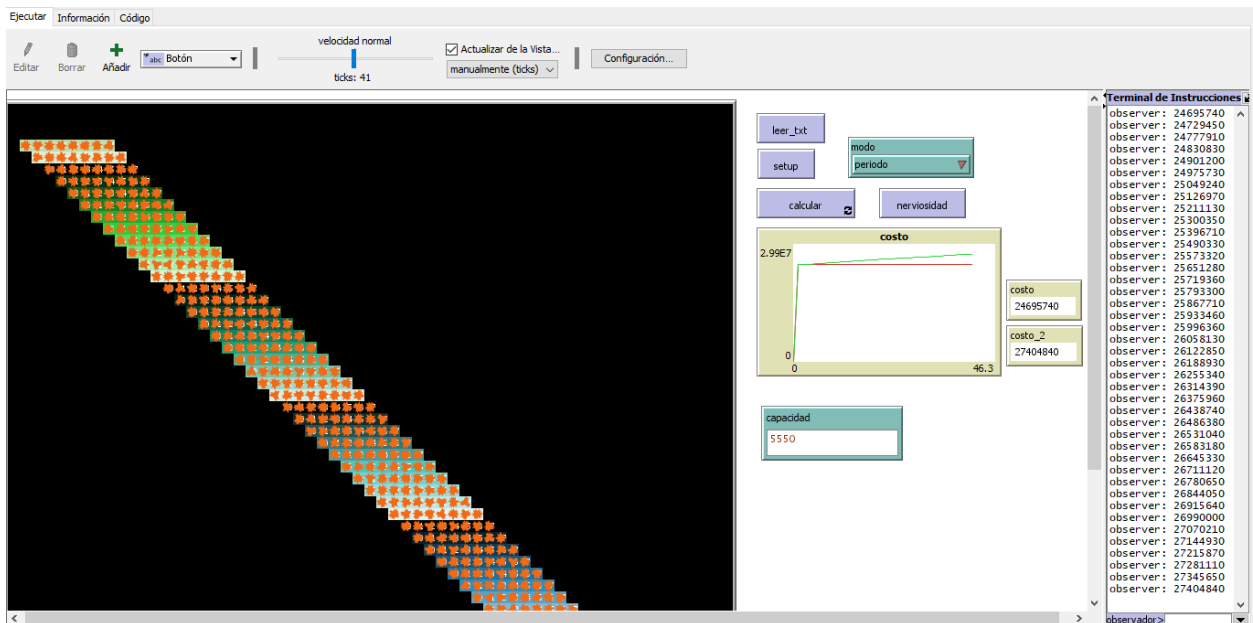 Ejecutar Información Código
velocidad normal
Editar Borrar Añadir abc Botón
ticks: 41
Actualizar de la Vista...
manualmente (ticks)
Configuración...
leer_txt
setup
modo
periodo
calcular
nerviosidad
costo
2.99E7
0
0 46.3
costo
24695740
costo_2
27404840
capacidad
5550
Terminal de Instrucciones
observer: 24695740
observer: 24729450
observer: 24777910
observer: 24830830
observer: 24901200
observer: 24975730
observer: 25049240
observer: 25126970
observer: 25211130
observer: 25300350
observer: 25396710
observer: 25490330
observer: 25573320
observer: 25651280
observer: 25719360
observer: 25793300
observer: 25867710
observer: 25933460
observer: 25996360
observer: 26058130
observer: 26122850
observer: 26188930
observer: 26255340
observer: 26314390
observer: 26375960
observer: 26438740
observer: 26486380
observer: 26531040
observer: 26583180
observer: 26645330
observer: 26711120
observer: 26780650
observer: 26844050
observer: 26915640
observer: 26990000
observer: 27070210
observer: 27144930
observer: 27215870
observer: 27281110
observer: 27345650
observer: 27404840
observador>